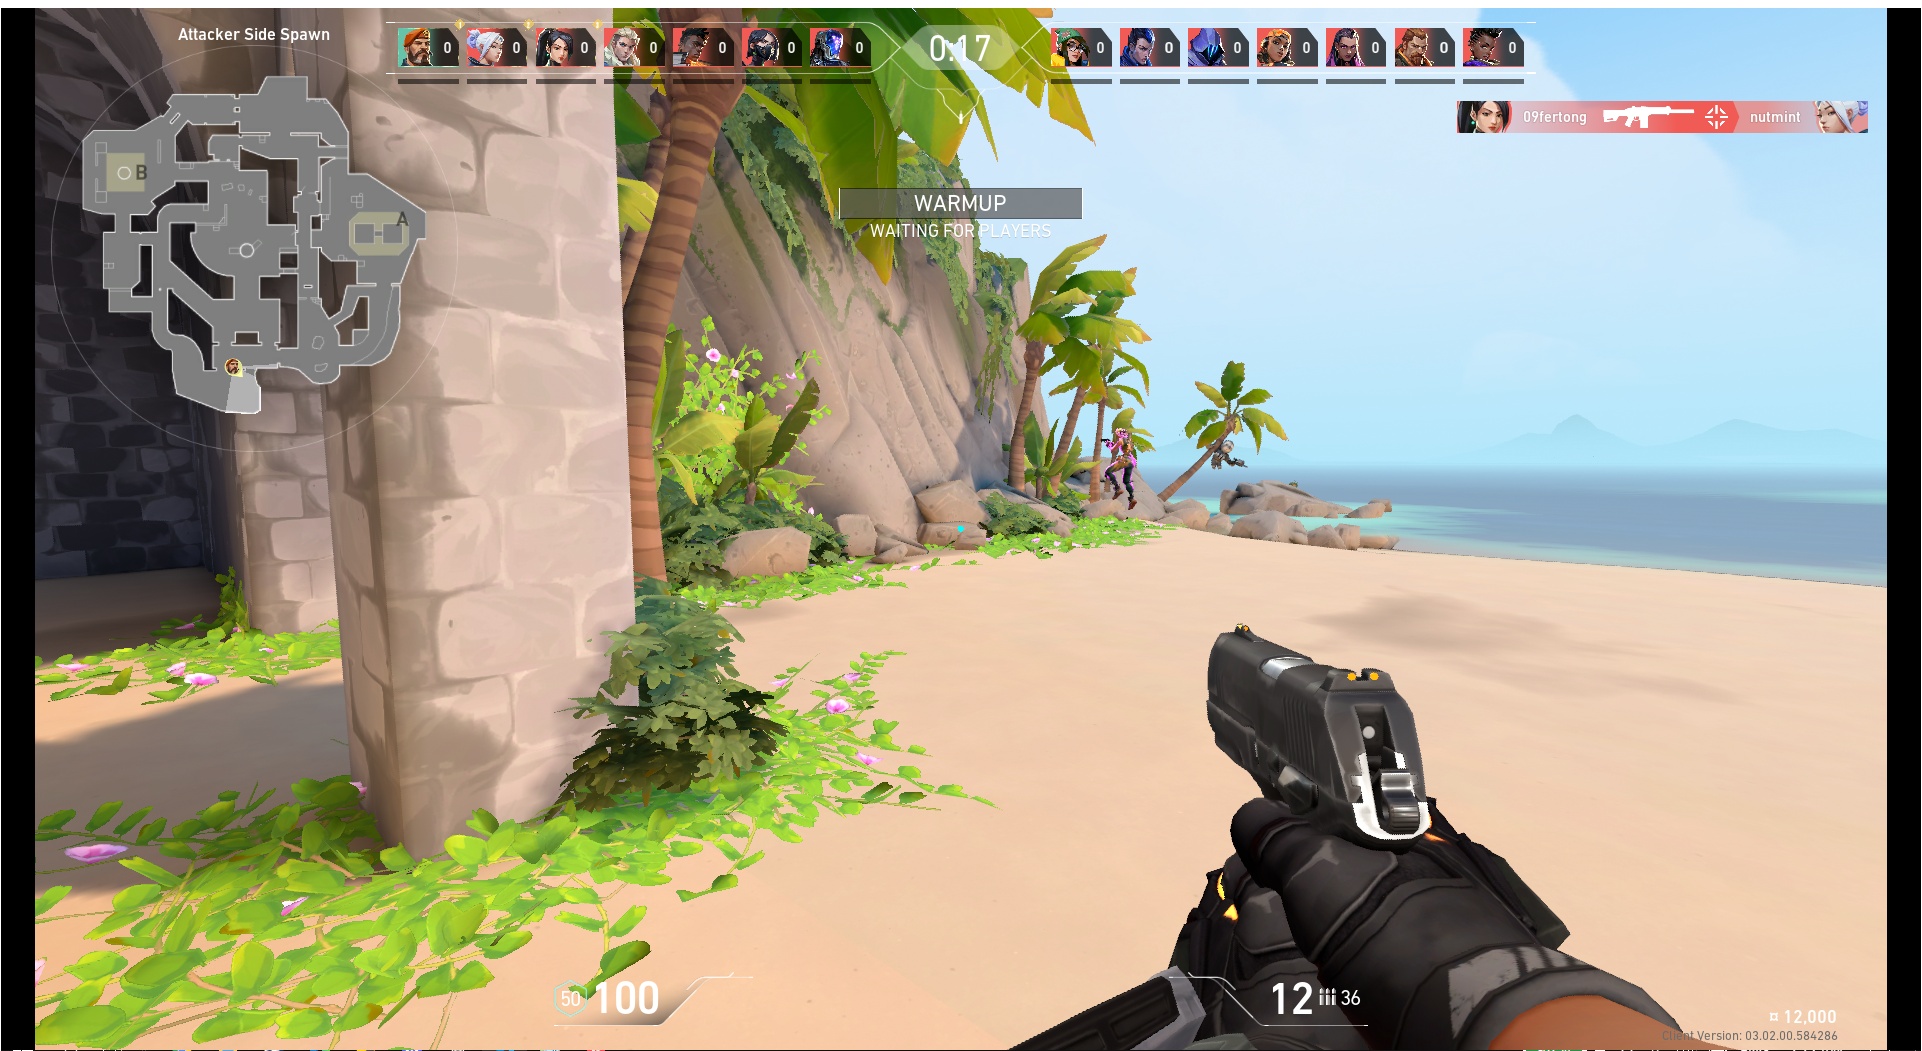 Attacker Side Spawn
0 0 0 0 0 0 0 0:17 0 0 0 0 0 0 0
09fertong nutmint
B
A
WARMUP
WAITING FOR PLAYERS
50 100
12 36
¤ 12,000
Client Version: 03.02.00.584286